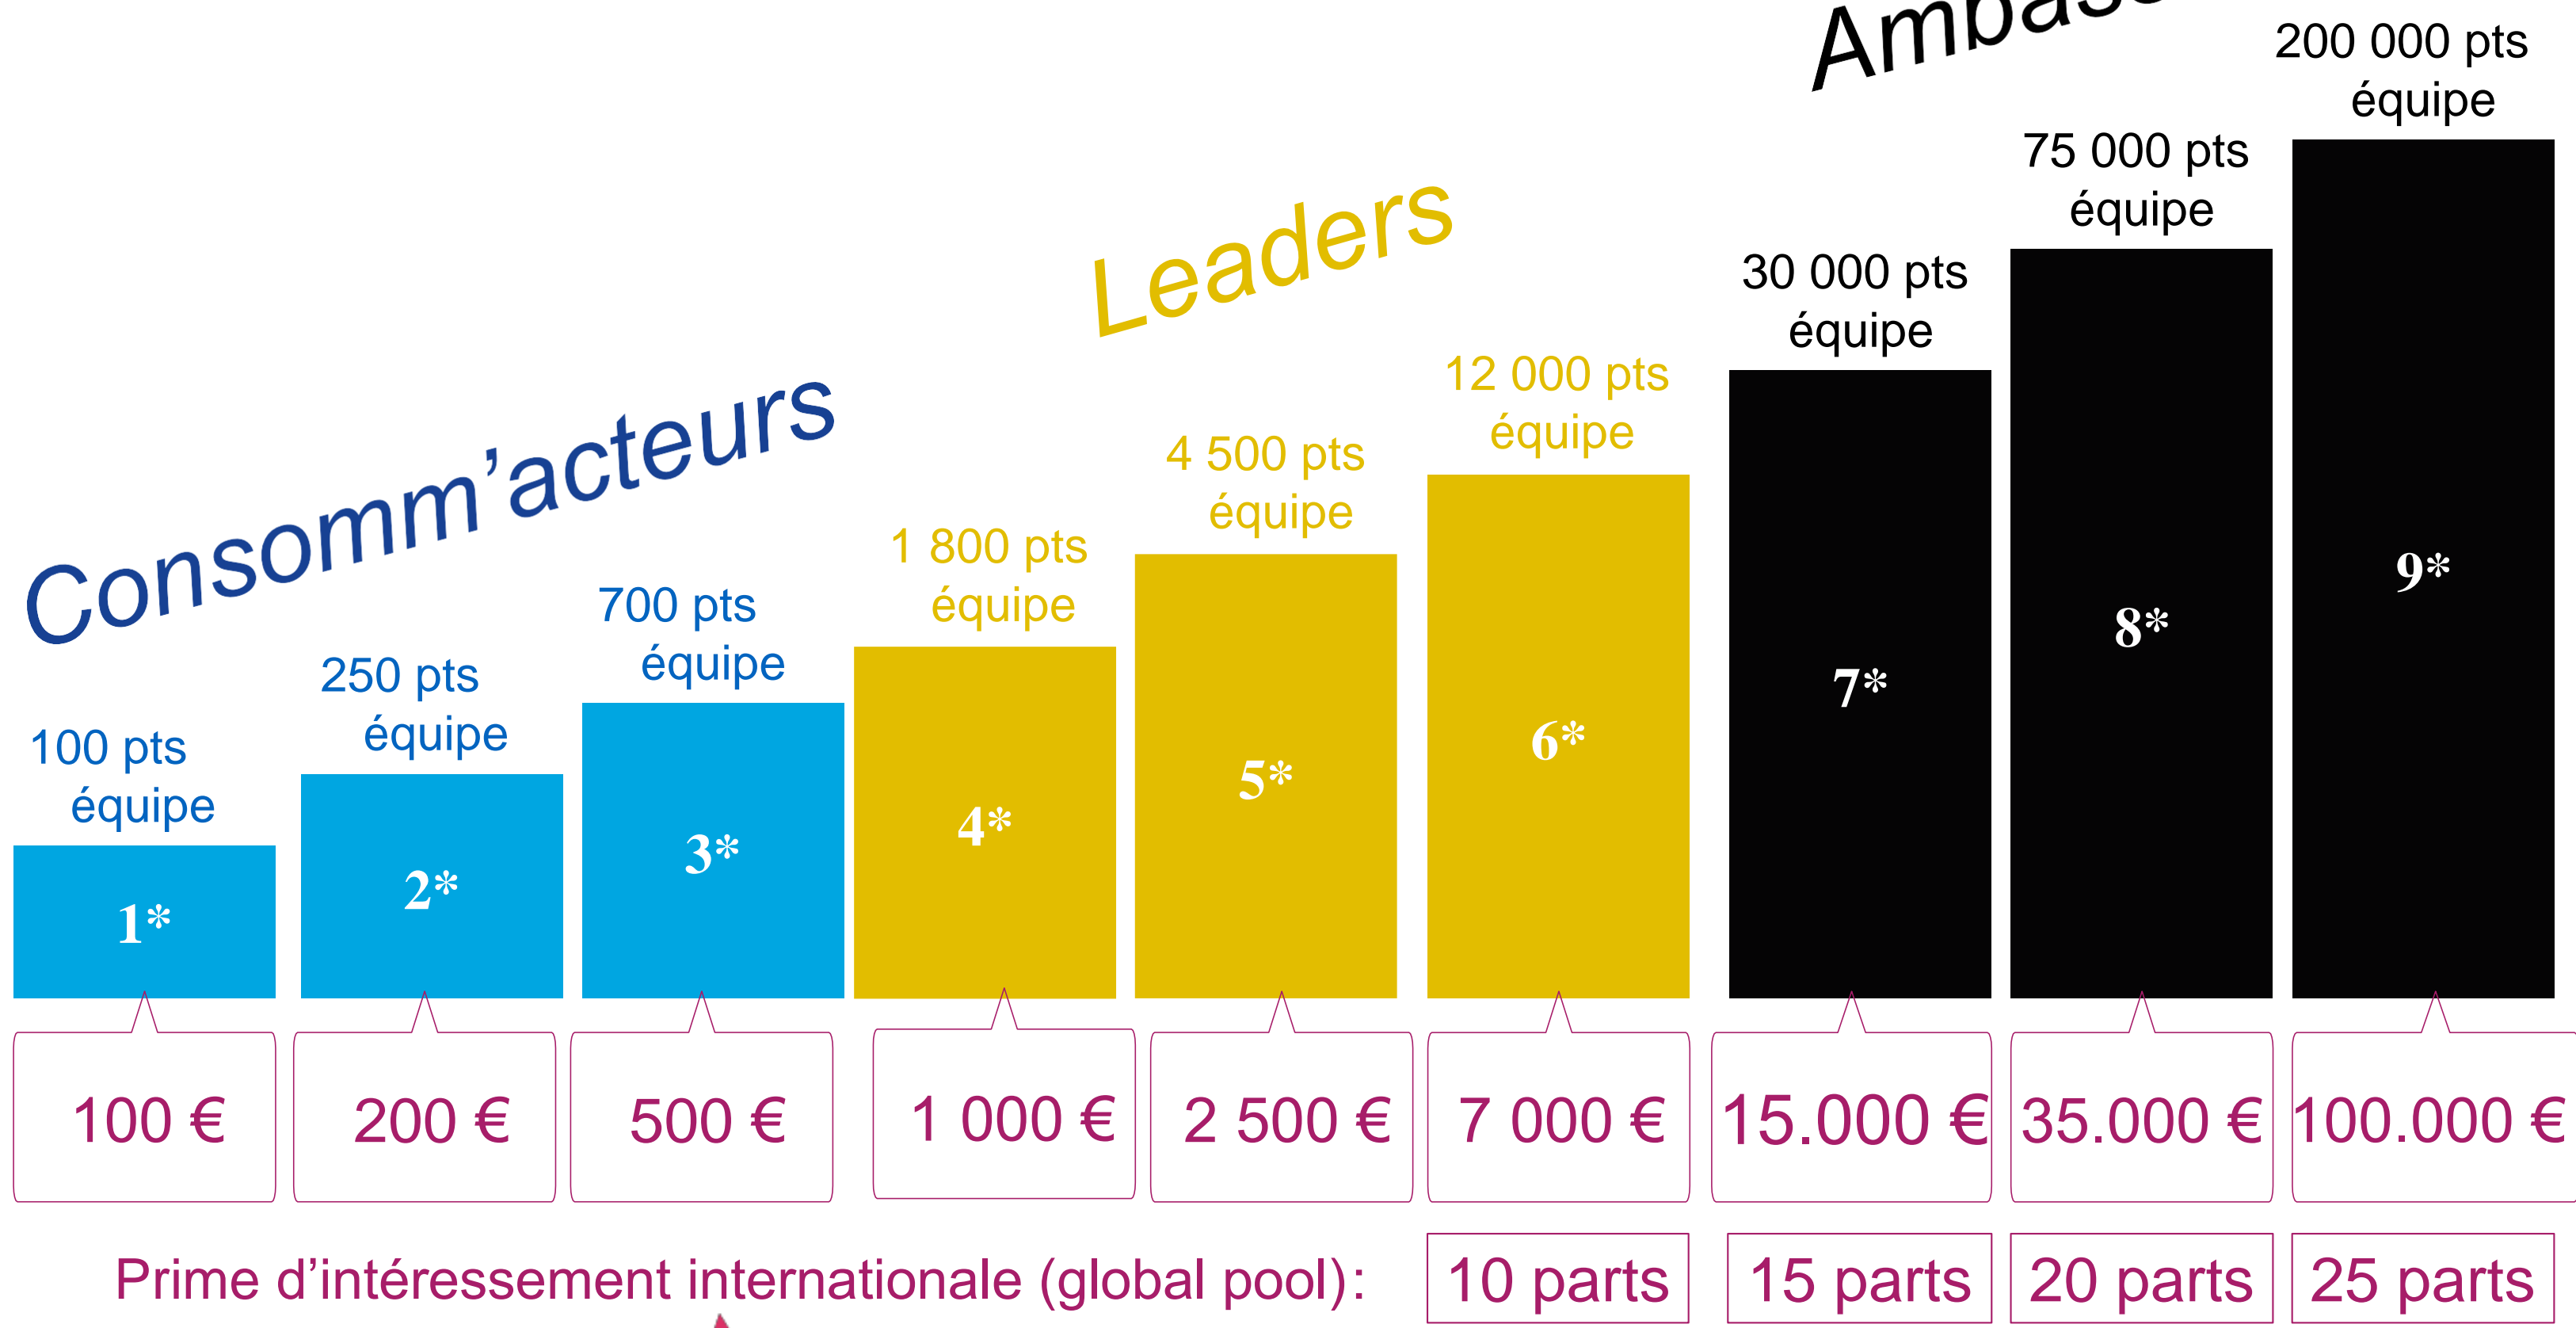 200 000 pts
équipe
75 000 pts
équipe
Leaders
30 000 pts
équipe
12 000 pts
équipe
Consomm’acteurs
4 500 pts
équipe
1 800 pts
équipe
700 pts
équipe
250 pts
équipe
100 pts
équipe
1*
2*
3*
4*
5*
6*
7*
8*
9*
100 €
200 €
500 €
1 000 €
2 500 €
7 000 €
15.000 €
35.000 €
100.000 €
Prime d’intéressement internationale (global pool):
10 parts
15 parts
20 parts
25 parts